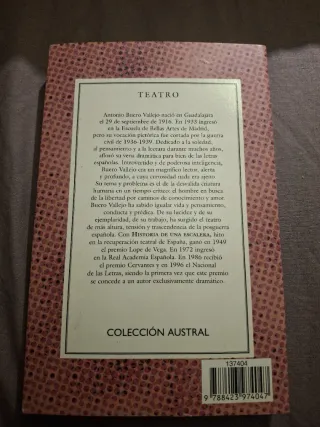 TEATRO
Antonio Buero Vallejo nació en Guadalajara
el 29 de septiembre de 1916. En 1933 ingresó
en la Escuela de Bellas Artes de Madrid,
pero su vocación pictórica fue cortada por la guerra
civil de 1936-1939. Dedicado a la soledad,
al pensamiento y a la lectura durante muchos años,
afloró su vena dramática para bien de las Letras
españolas. Introvertido y de poderosa inteligencia,
Buero Vallejo era un magnífico lector, alerta
y profundo, a cuya curiosidad nada era ajeno.
Su tema y problemas es el de la desvalida criatura
humana en un tiempo crítico: el hombre en busca
de la libertad por caminos de conocimiento y amor.
Buero Vallejo ha sabido igualar vida y pensamiento,
conducta y prédica. De su lucidez y de su
ejemplaridad, de su trabajo, ha surgido el teatro
de más altura, tensión y trascendencia de la posguerra
española. Con HISTORIA DE UNA ESCALERA, hito
en la recuperación teatral de España, ganó en 1949
el premio Lope de Vega. En 1972 ingresó
en la Real Academia Española. En 1986 recibió
el premio Cervantes y en 1996 el Nacional
de las Letras, siendo la primera vez que este premio
se concede a un autor exclusivamente dramático.
COLECCIÓN AUSTRAL
137404
9 788423 974047